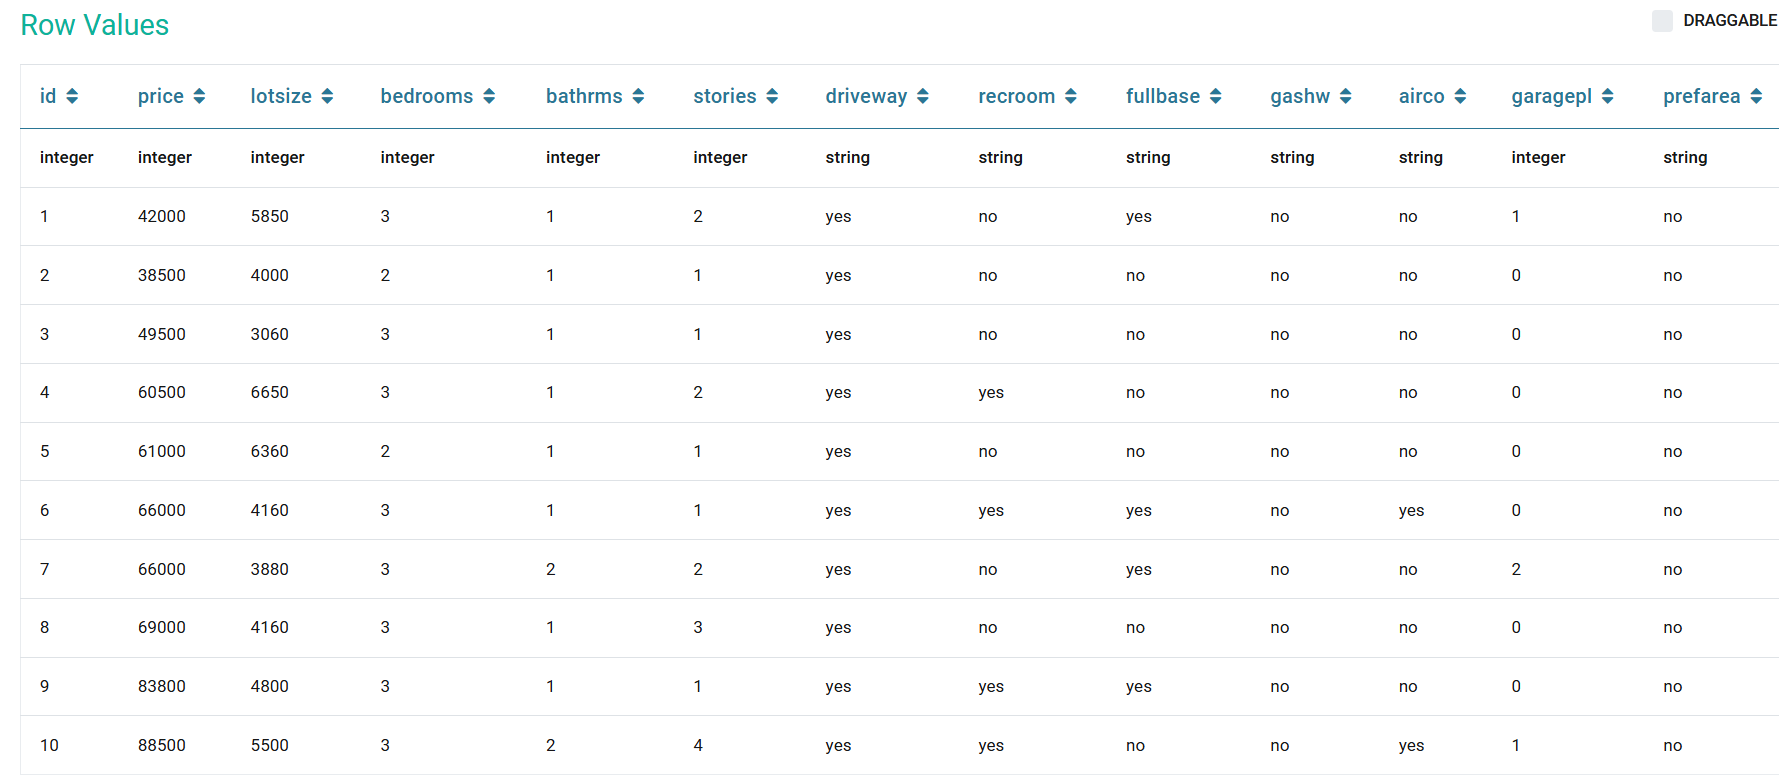 Row Values
DRAGGABLE
id price lotsize bedrooms bathrms stories driveway recroom fullbase gashw airco garagepl prefarea
integer integer integer integer integer integer string string string string string integer string
1 42000 5850 3 1 2 yes no yes no no 1 no
2 38500 4000 2 1 1 yes no no no no 0 no
3 49500 3060 3 1 1 yes no no no no 0 no
4 60500 6650 3 1 2 yes yes no no no 0 no
5 61000 6360 2 1 1 yes no no no no 0 no
6 66000 4160 3 1 1 yes yes yes no yes 0 no
7 66000 3880 3 2 2 yes no yes no no 2 no
8 69000 4160 3 1 3 yes no no no no 0 no
9 83800 4800 3 1 1 yes yes yes no no 0 no
10 88500 5500 3 2 4 yes yes no no yes 1 no